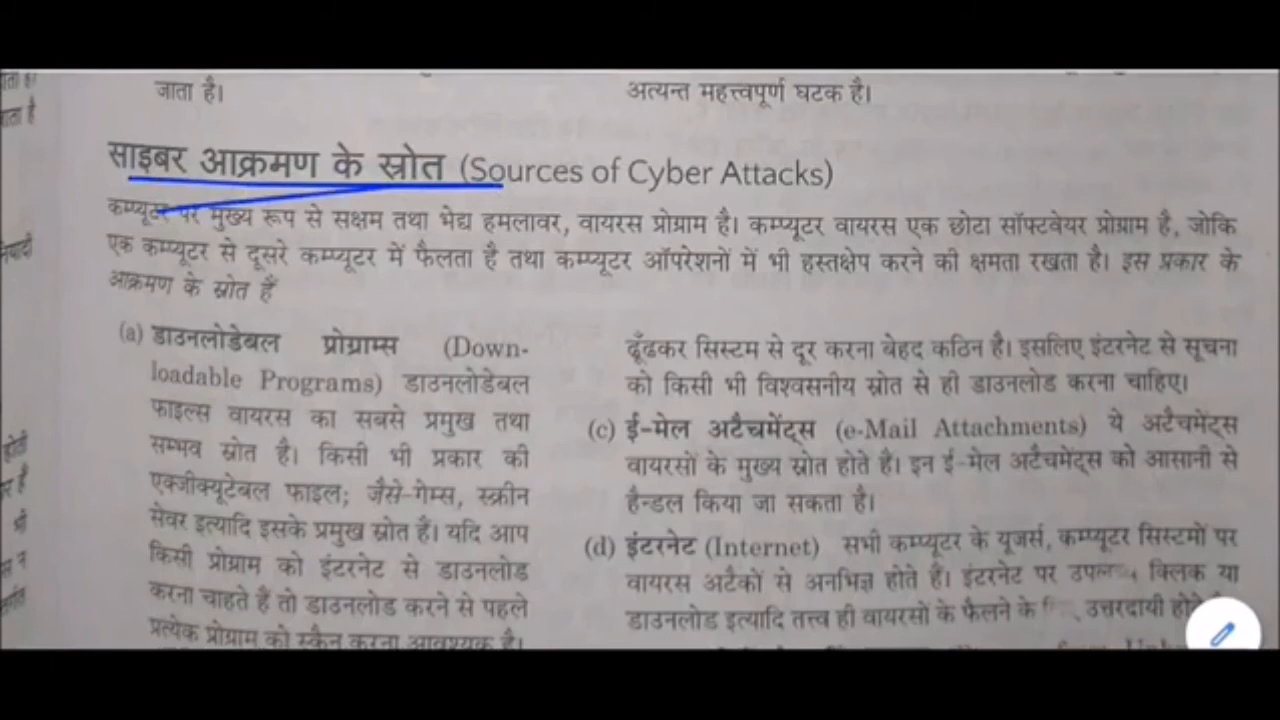 जाता है।
अत्यन्त महत्त्वपूर्ण घटक है।
साइबर आक्रमण के स्रोत (Sources of Cyber Attacks)
कम्प्यूटर पर मुख्य रूप से सक्षम तथा भेद्य हमलावर, वायरस प्रोग्राम है। कम्प्यूटर वायरस एक छोटा सॉफ्टवेयर प्रोग्राम है, जोकि
एक कम्प्यूटर से दूसरे कम्प्यूटर में फैलता है तथा कम्प्यूटर ऑपरेशनों में भी हस्तक्षेप करने की क्षमता रखता है। इस प्रकार के
आक्रमण के स्रोत हैं
(a) डाउनलोडेबल प्रोग्राम्स (Down-
loadable Programs) डाउनलोडेबल
फाइल्स वायरस का सबसे प्रमुख तथा
सम्भव स्रोत है। किसी भी प्रकार की
एक्जीक्यूटेबल फाइल; जैसे-गेम्स, स्क्रीन
सेवर इत्यादि इसके प्रमुख स्रोत हैं। यदि आप
किसी प्रोग्राम को इंटरनेट से डाउनलोड
करना चाहते हैं तो डाउनलोड करने से पहले
प्रत्येक प्रोग्राम को स्कैन करना आवश्यक है।
ढूँढकर सिस्टम से दूर करना बेहद कठिन है। इसलिए इंटरनेट से सूचना
को किसी भी विश्वसनीय स्रोत से ही डाउनलोड करना चाहिए।
(c) ई-मेल अटैचमेंट्स (e-Mail Attachments) ये अटैचमेंट्स
वायरसों के मुख्य स्रोत होते है। इन ई-मेल अटैचमेंट्स को आसानी से
हैन्डल किया जा सकता है।
(d) इंटरनेट (Internet) सभी कम्प्यूटर के यूजर्स, कम्प्यूटर सिस्टमों पर
वायरस अटैकों से अनभिज्ञ होते हैं। इंटरनेट पर क्लिक या
डाउनलोड इत्यादि तत्त्व ही वायरसों के फैलने के उत्तरदायी